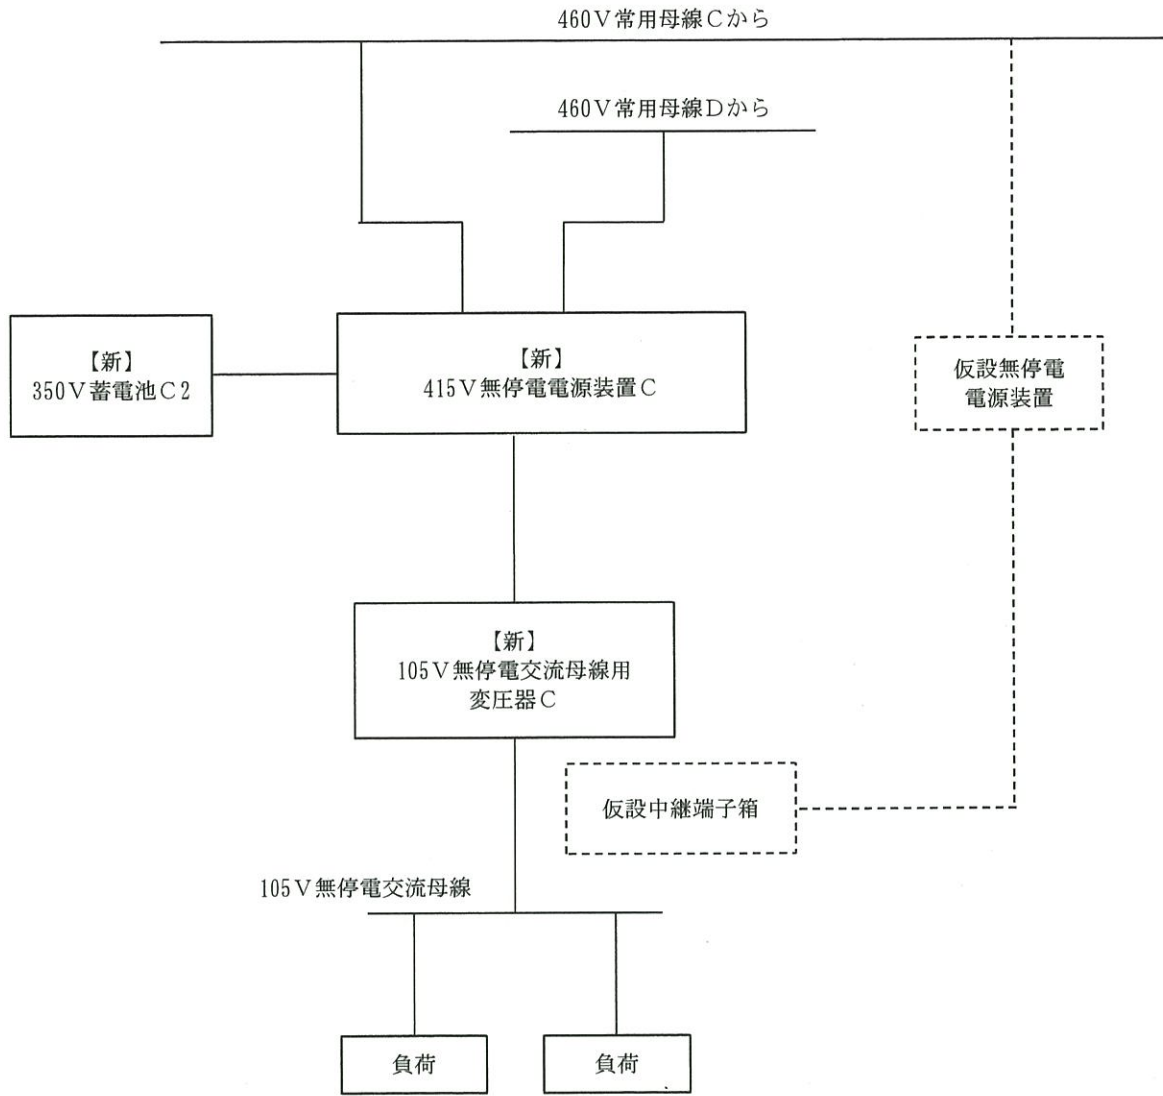 460V常用母線Cから
460V常用母線Dから
【新】
350V蓄電池C2
【新】
415V無停電電源装置C
仮設無停電
電源装置
【新】
105V無停電交流母線用
変圧器C
仮設中継端子箱
105V無停電交流母線
負荷
負荷